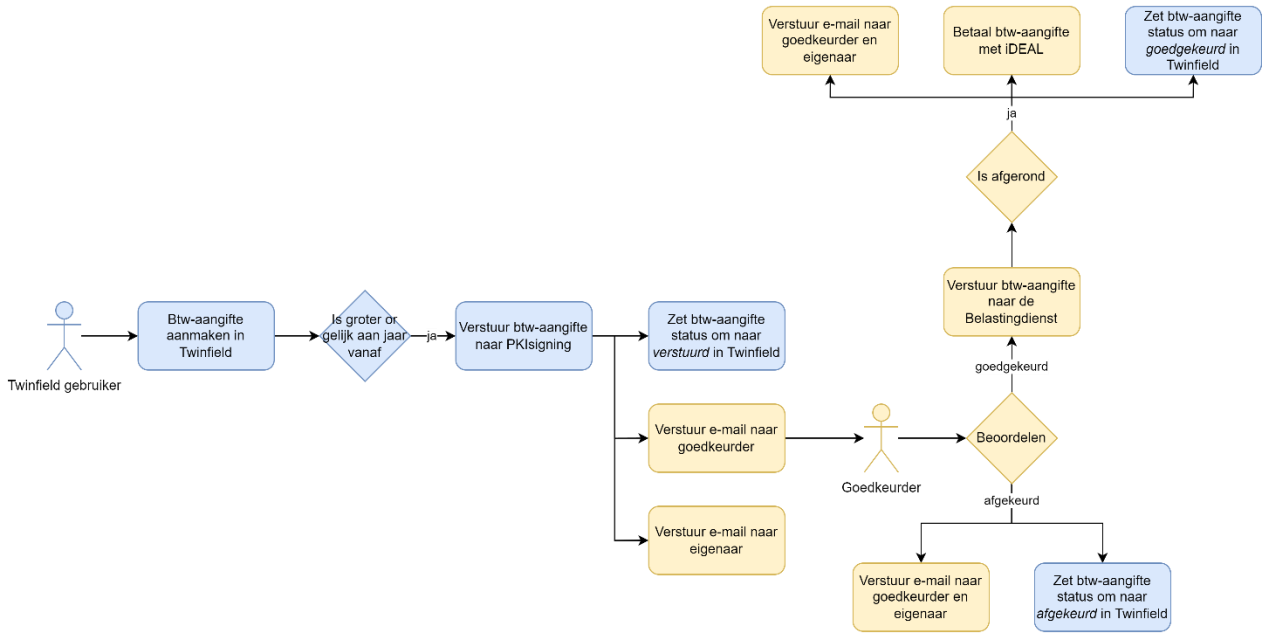 Verstuur e-mail naar
goedkeurder en
eigenaar
Betaal btw-aangifte
met iDEAL
Zet btw-aangifte
status om naar
goedgekeurd in
Twinfield
ja
Is afgerond
Verstuur btw-aangifte
naar de
Belastingdienst
goedgekeurd
Twinfield gebruiker
Btw-aangifte
aanmaken in
Twinfield
Is groter or
gelijk aan jaar
vanaf
ja
Verstuur btw-aangifte
naar PKIsigning
Zet btw-aangifte
status om naar
verstuurd in Twinfield
Verstuur e-mail naar
goedkeurder
Verstuur e-mail naar
eigenaar
Goedkeurder
Beoordelen
afgekeurd
Verstuur e-mail naar
goedkeurder en
eigenaar
Zet btw-aangifte
status om naar
afgekeurd in Twinfield